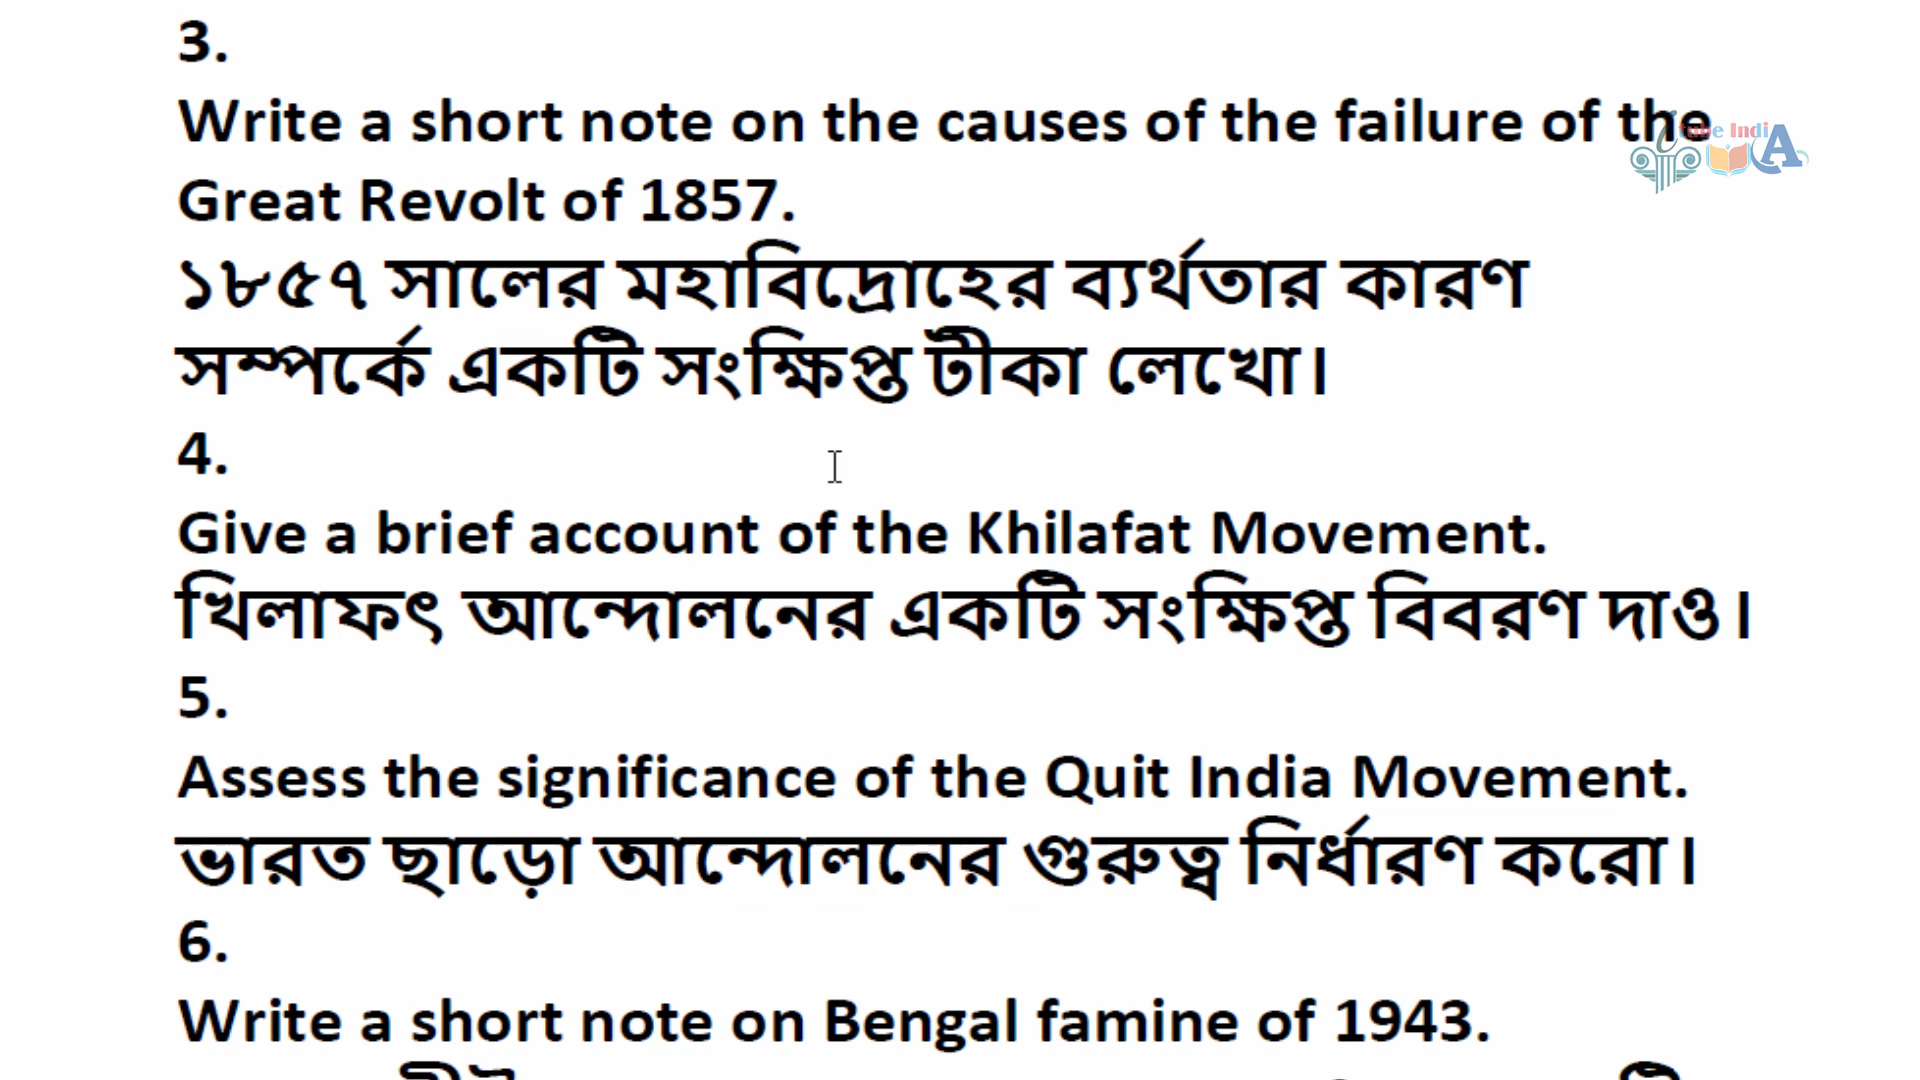 3.
Write a short note on the causes of the failure of the
Great Revolt of 1857.
১৮৫৭ সালের মহাবিদ্রোহের ব্যর্থতার কারণ
সম্পর্কে একটি সংক্ষিপ্ত টীকা লেখো।
4.
Give a brief account of the Khilafat Movement.
খিলাফৎ আন্দোলনের একটি সংক্ষিপ্ত বিবরণ দাও।
5.
Assess the significance of the Quit India Movement.
ভারত ছাড়ো আন্দোলনের গুরুত্ব নির্ধারণ করো।
6.
Write a short note on Bengal famine of 1943.